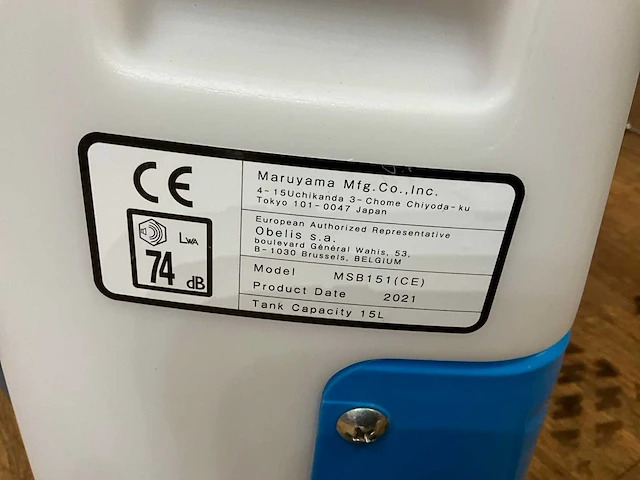 CE
LWA
74 dB
Maruyama Mfg.Co.,Inc.
4-15Uchikanda 3-Chome Chiyoda-ku
Tokyo 101-0047 Japan
European Authorized Representative
Obelis s.a.
boulevard Général Wahis, 53,
B-1030 Brussels, BELGIUM
Model MSB151(CE)
Product Date 2021
Tank Capacity 15L